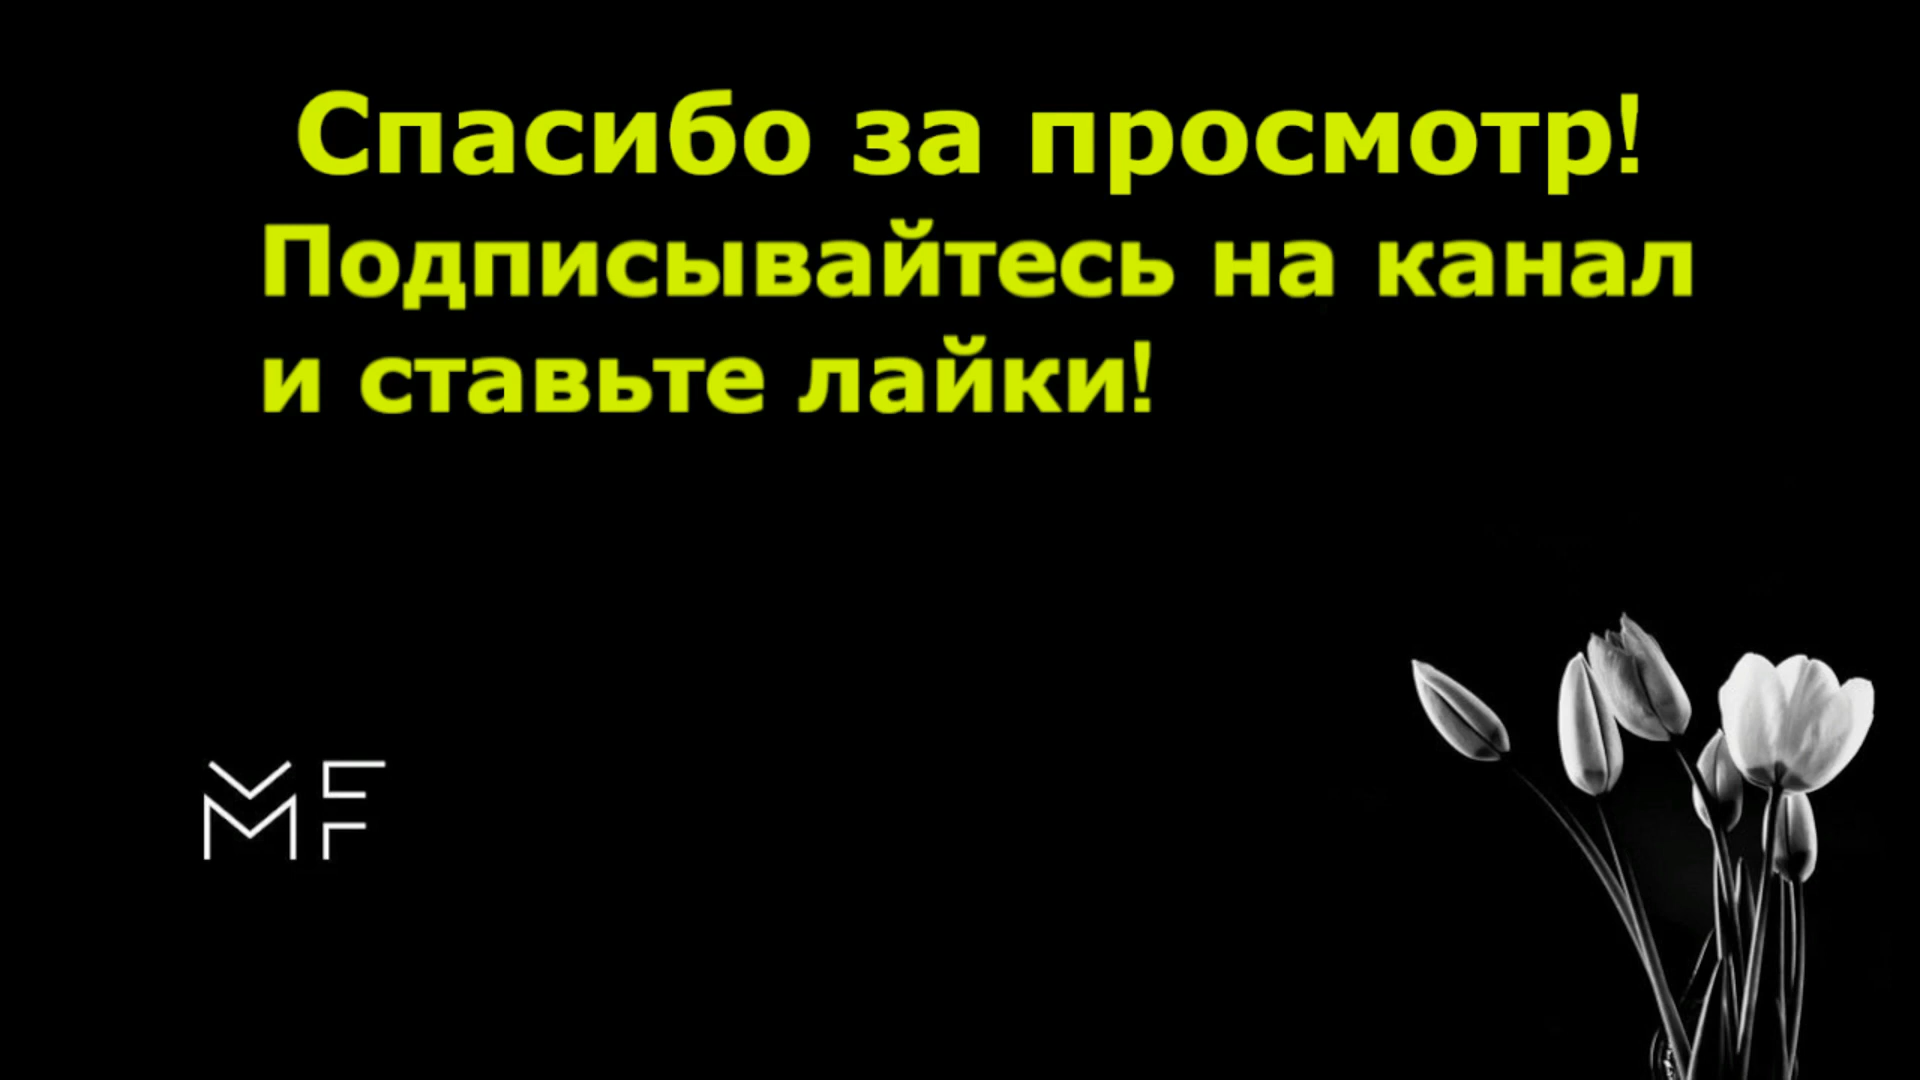 Спасибо за просмотр!
Подписывайтесь на канал
и ставьте лайки!
MF